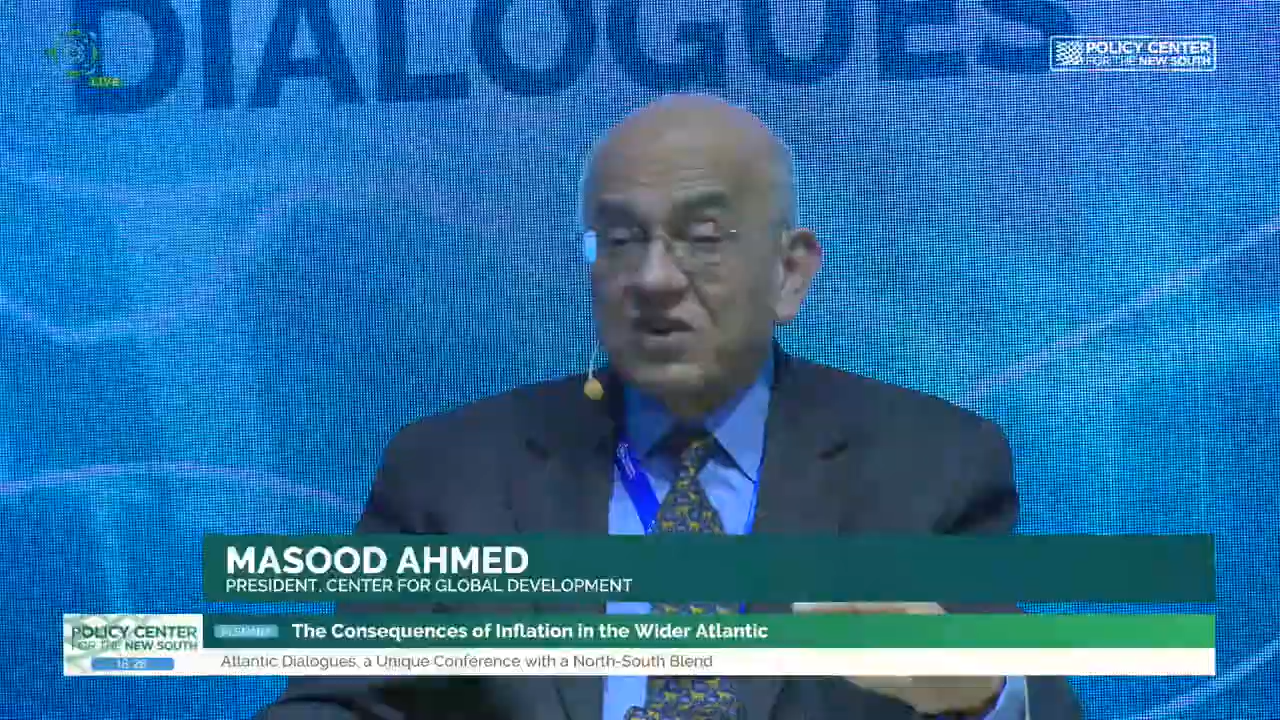 DIALOGUES
LIVE
POLICY CENTER
FOR THE NEW SOUTH
MASOOD AHMED
PRESIDENT, CENTER FOR GLOBAL DEVELOPMENT
POLICY CENTER
FOR THE NEW SOUTH
The Consequences of Inflation in the Wider Atlantic
18:28
Atlantic Dialogues, a Unique Conference with a North-South Blend